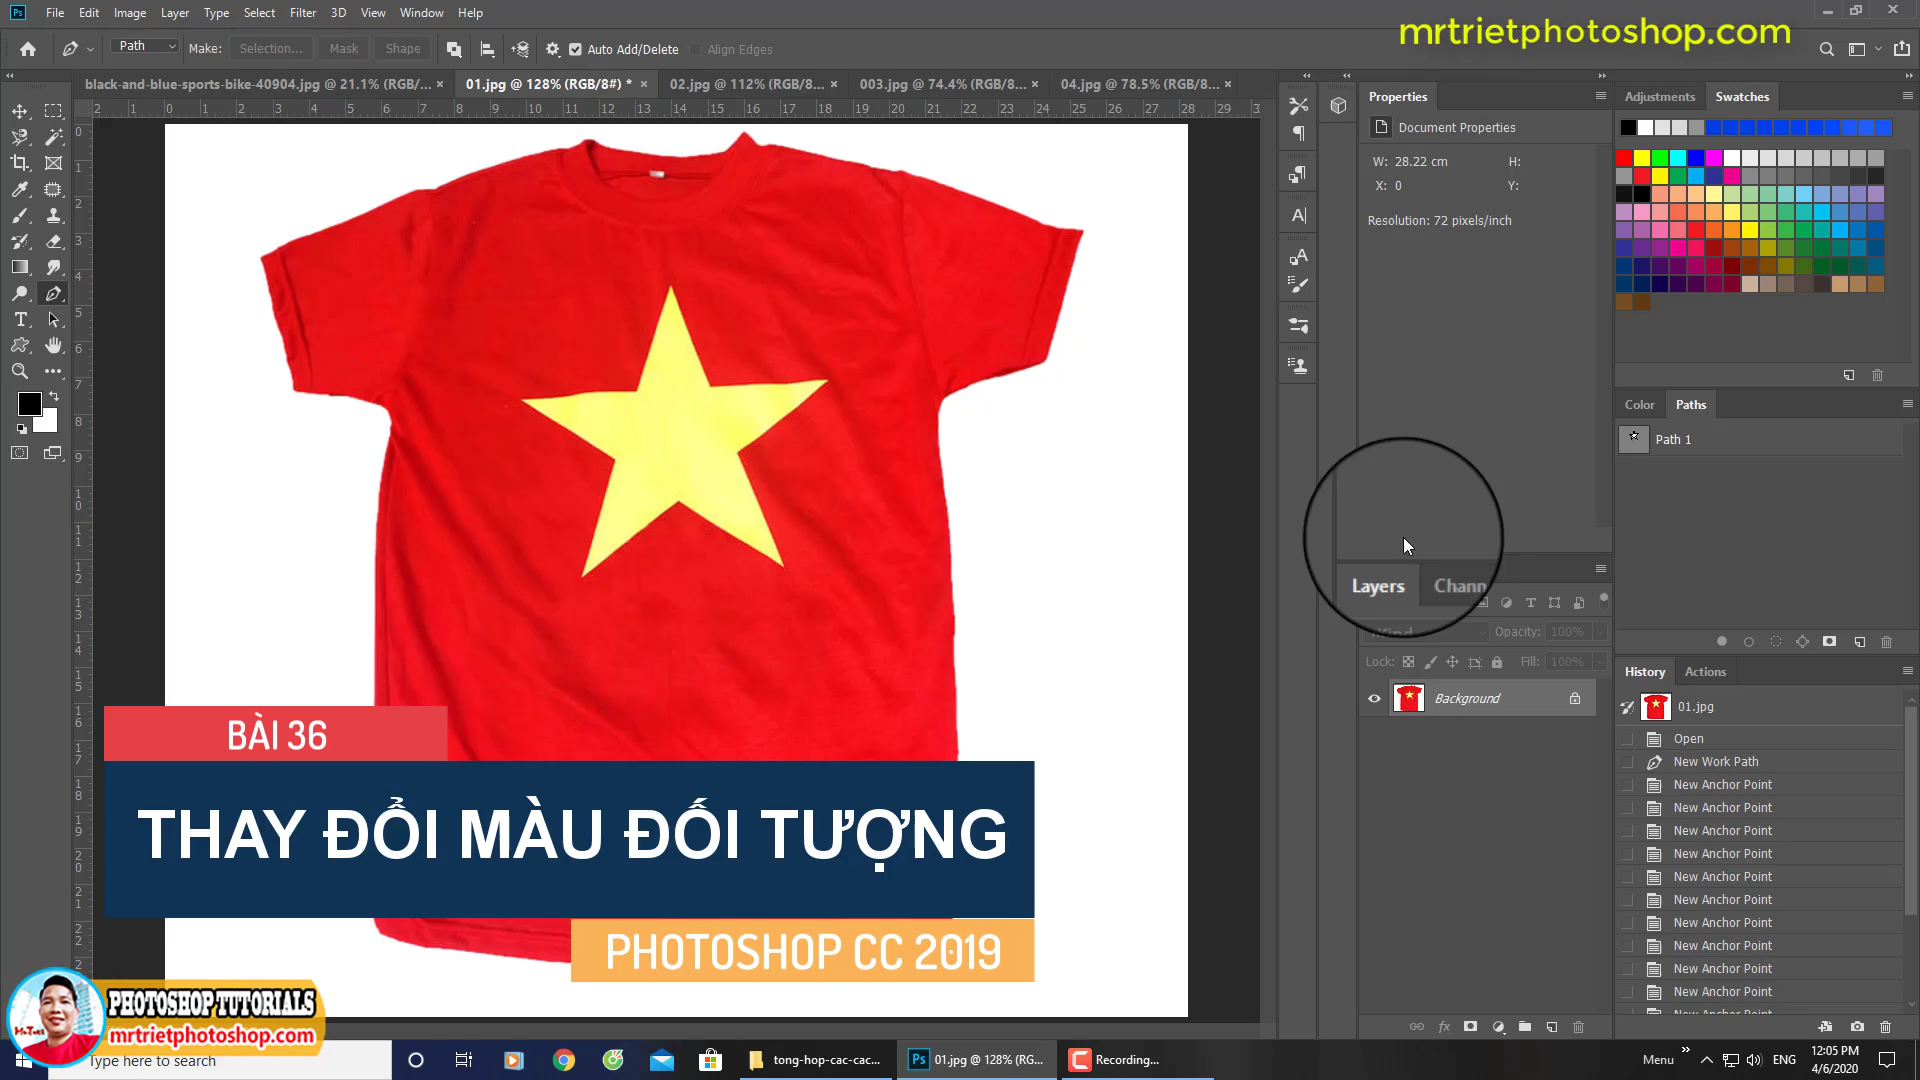 File Edit Image Layer Type Select Filter 3D View Window Help
mrtrietphotoshop.com
Path Make: Selection... Mask Shape Auto Add/Delete Align Edges
black-and-blue-sports-bike-40904.jpg @ 21.1% (RGB/... × 01.jpg @ 128% (RGB/8#) * × 02.jpg @ 112% (RGB/8... × 003.jpg @ 74.4% (RGB/8... × 04.jpg @ 78.5% (RGB/8... ×
Properties
Document Properties
W: 28.22 cm H:
X: 0 Y:
Resolution: 72 pixels/inch
Adjustments Swatches
Color Paths
Path 1
Layers Chann
Opacity: 100%
Lock: Fill: 100%
Background
History Actions
01.jpg
Open
New Work Path
New Anchor Point
New Anchor Point
New Anchor Point
New Anchor Point
New Anchor Point
New Anchor Point
New Anchor Point
New Anchor Point
New Anchor Point
New Anchor Point
BÀI 36
THAY ĐỔI MÀU ĐỐI TƯỢNG
PHOTOSHOP CC 2019
PHOTOSHOP TUTORIALS
mrtrietphotoshop.com
Type here to search
tong-hop-cac-cac...
Ps 01.jpg @ 128% (RG...
Recording...
Menu ENG 12:05 PM
4/6/2020